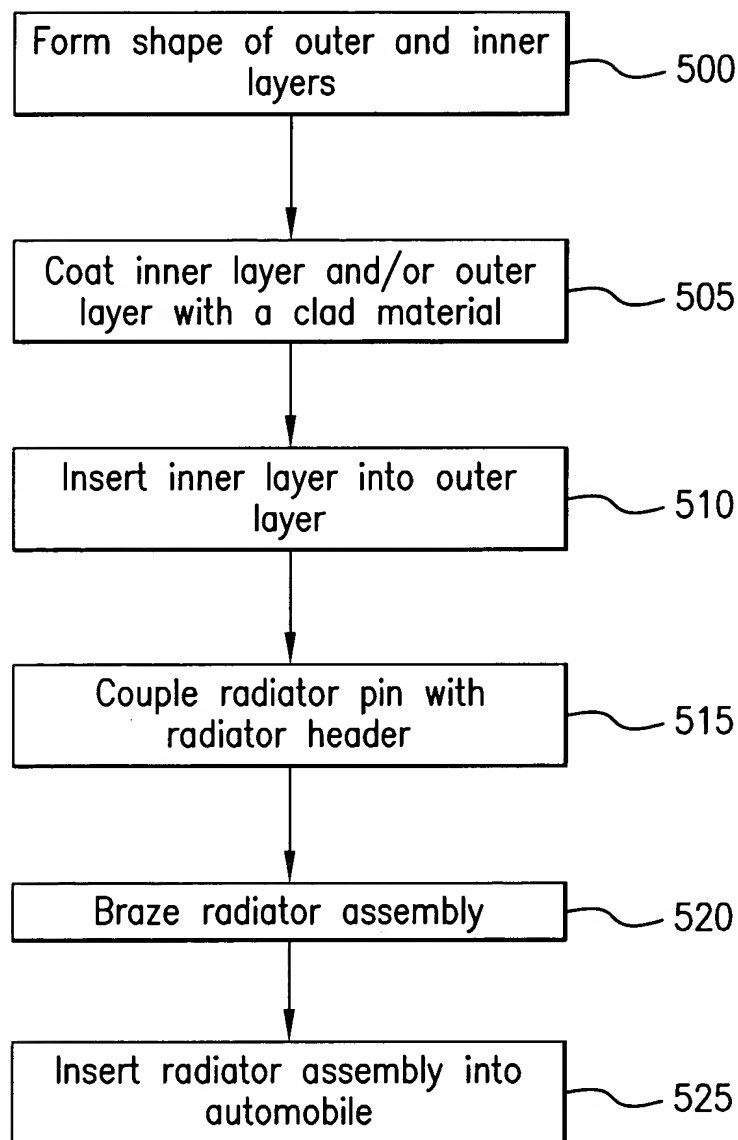 Form shape of outer and inner
layers
500
Coat inner layer and/or outer
layer with a clad material
505
Insert inner layer into outer
layer
510
Couple radiator pin with
radiator header
515
Braze radiator assembly
520
Insert radiator assembly into
automobile
525